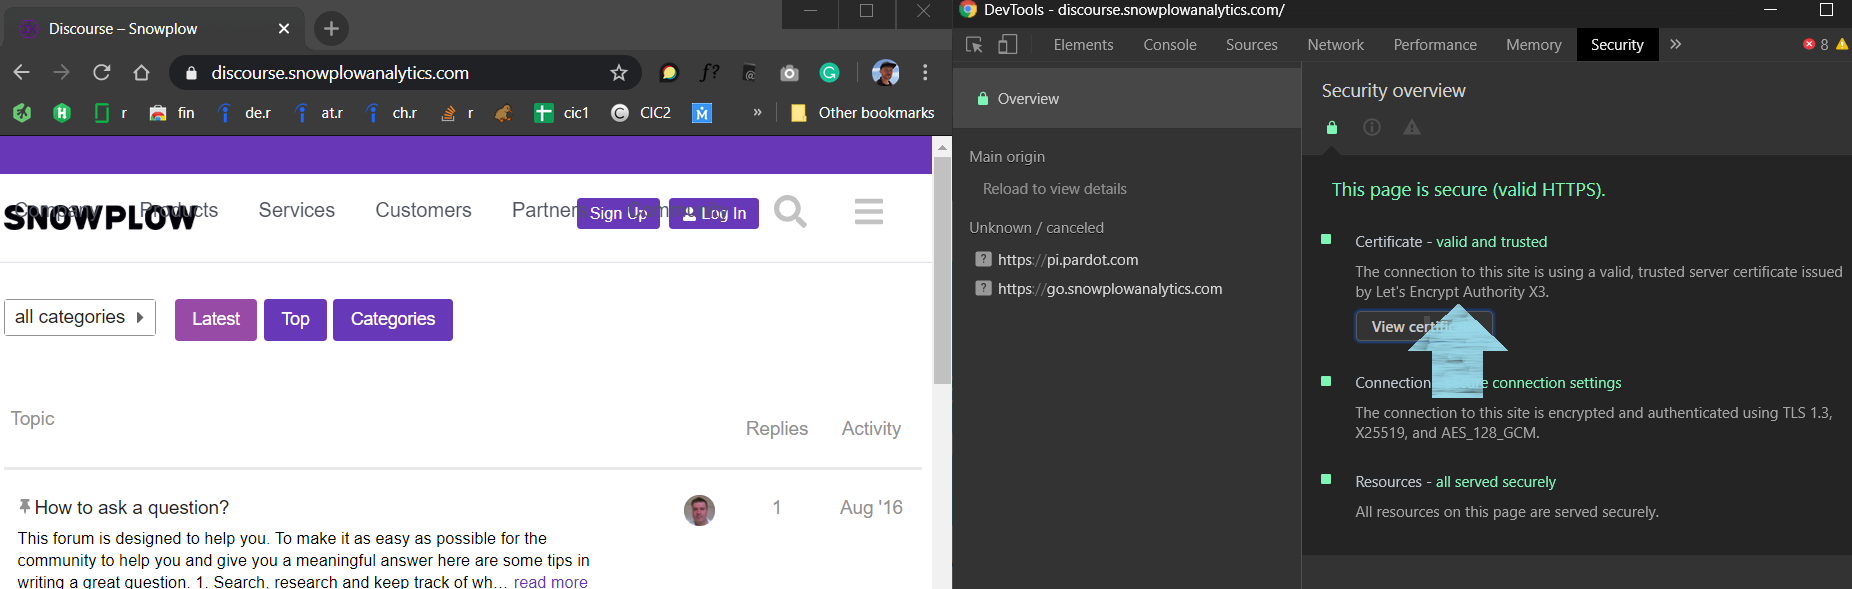 Discourse – Snowplow
discourse.snowplowanalytics.com
f?
@
G
r
fin
de.r
at.r
ch.r
r
cic1
C
CIC2
M
»
Other bookmarks
SNOWPLOW
Company
Products
Services
Customers
Partners
Community
Sign Up
Log In
all categories
Latest
Top
Categories
Topic
Replies
Activity
How to ask a question?
1
Aug '16
This forum is designed to help you. To make it as easy as possible for the
community to help you and give you a meaningful answer here are some tips in
writing a great question. 1. Search, research and keep track of wh... read more
DevTools - discourse.snowplowanalytics.com/
Elements
Console
Sources
Network
Performance
Memory
Security
»
8
Overview
Main origin
Reload to view details
Unknown / canceled
? https://pi.pardot.com
? https://go.snowplowanalytics.com
Security overview
This page is secure (valid HTTPS).
Certificate - valid and trusted
The connection to this site is using a valid, trusted server certificate issued
by Let's Encrypt Authority X3.
View certif
Connection connection settings
The connection to this site is encrypted and authenticated using TLS 1.3,
X25519, and AES_128_GCM.
Resources - all served securely
All resources on this page are served securely.